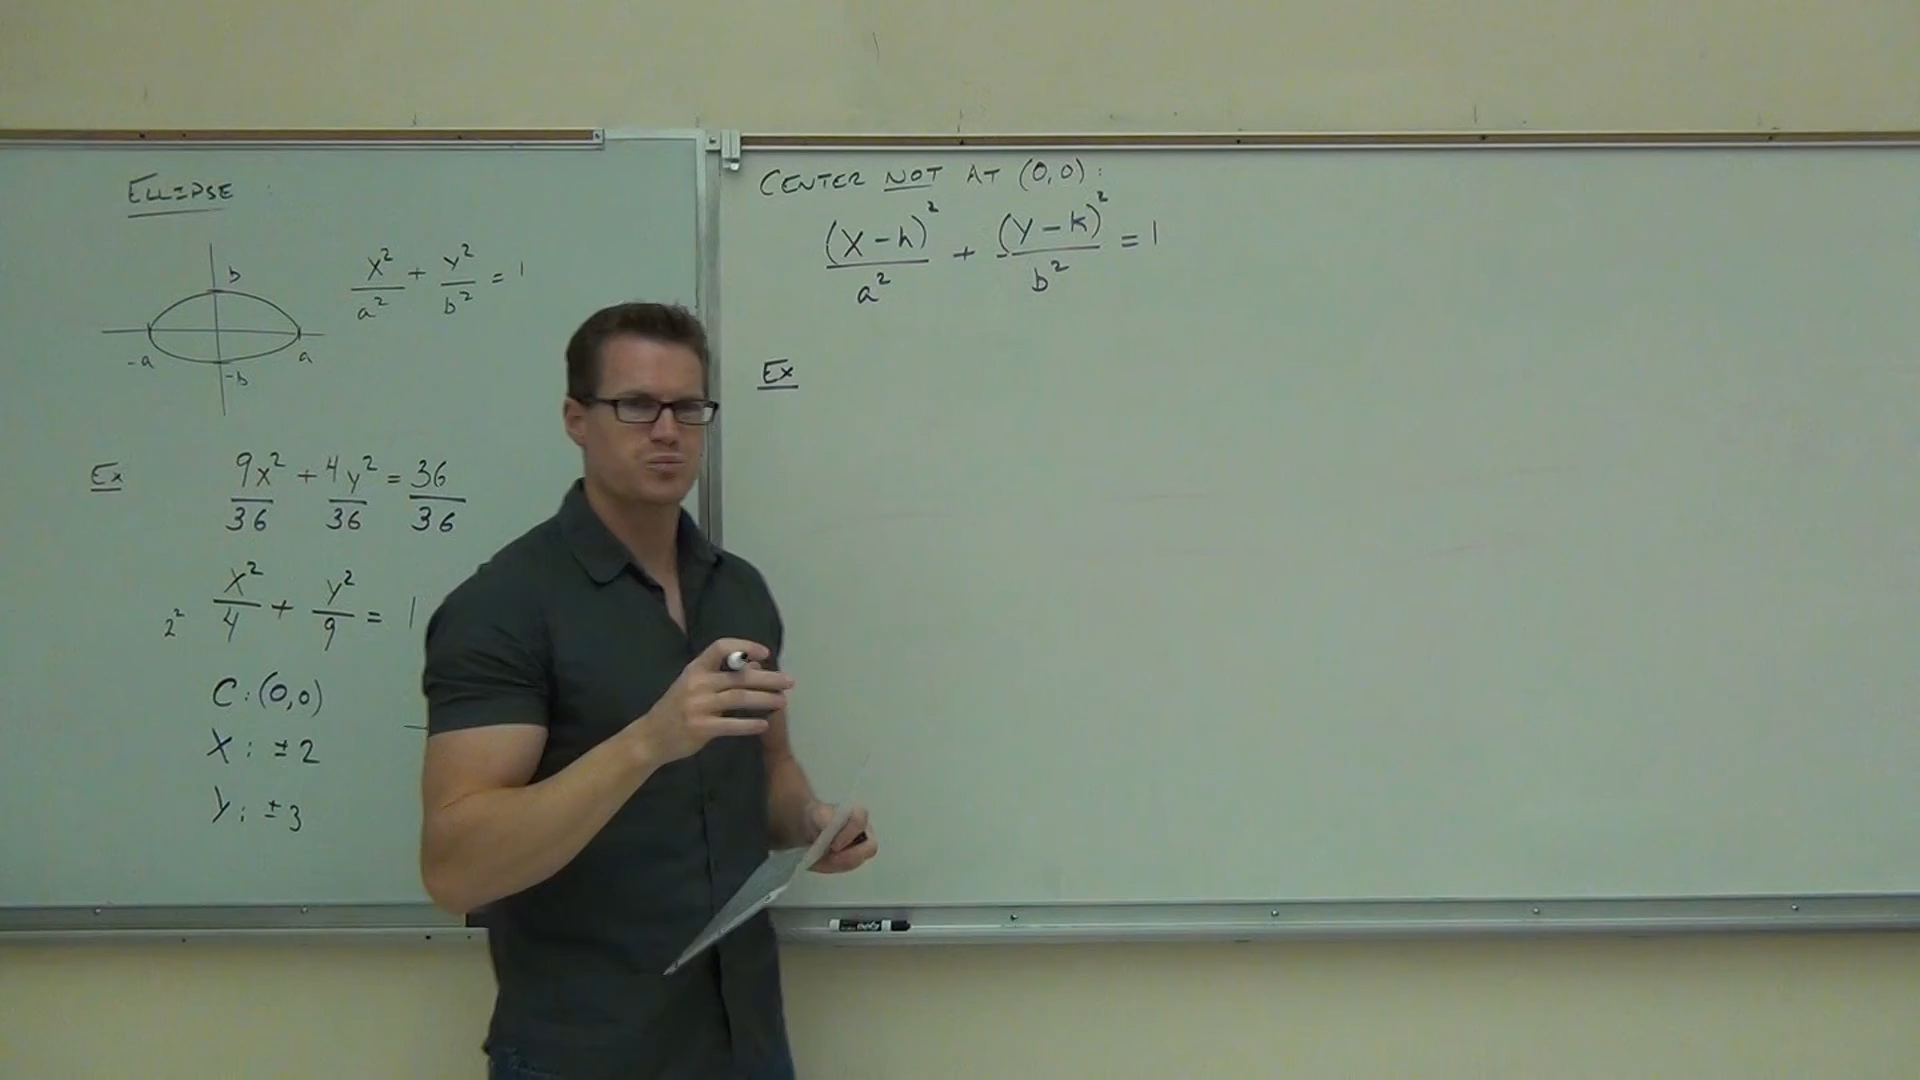 ELLIPSE :
b
-a
a
-b
x²/a² + y²/b² = 1
Ex
9x²/36 + 4y²/36 = 36/36
2² x²/4 + y²/9 = 1
C: (0,0)
X: ±2
Y: ±3
CENTER NOT AT (0,0):
(x-h)²/a² + (y-k)²/b² = 1
Ex
EXPO